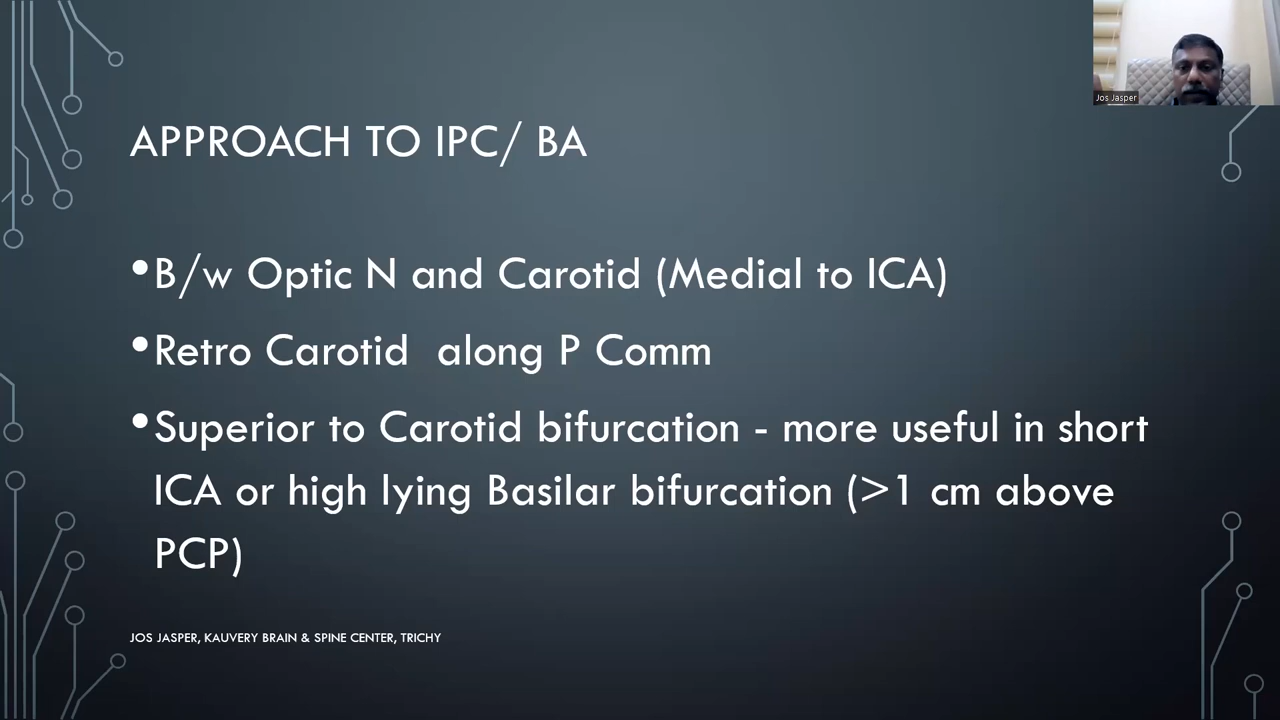 Jos Jasper
APPROACH TO IPC/ BA
•B/w Optic N and Carotid (Medial to ICA)
•Retro Carotid  along P Comm
•Superior to Carotid bifurcation - more useful in short
ICA or high lying Basilar bifurcation (>1 cm above
PCP)
JOS JASPER, KAUVERY BRAIN & SPINE CENTER, TRICHY